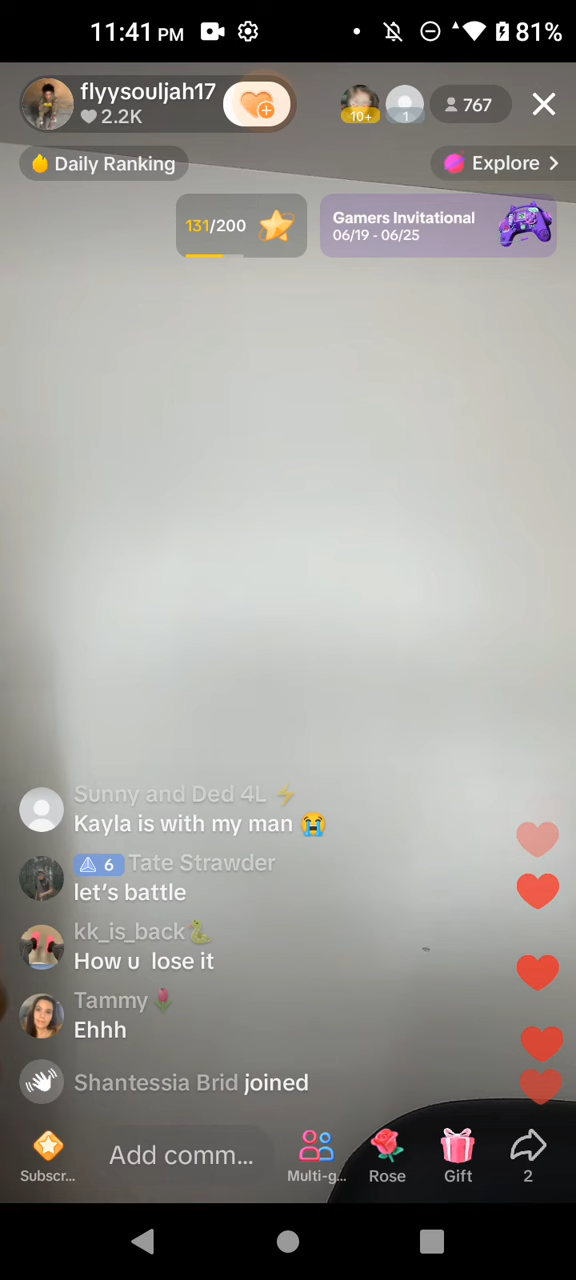 11:41 PM
81%
flyysouljah17
2.2K
10+
1
767
Daily Ranking
Explore >
131/200
Gamers Invitational
06/19 - 06/25
Sunny and Ded 4L ⚡
Kayla is with my man 😭
6 Tate Strawder
let’s battle
kk_is_back🐍
How u lose it
Tammy🌷
Ehhh
Shantessia Brid joined
Add comm...
Subscr...
Multi-g...
Rose
Gift
2